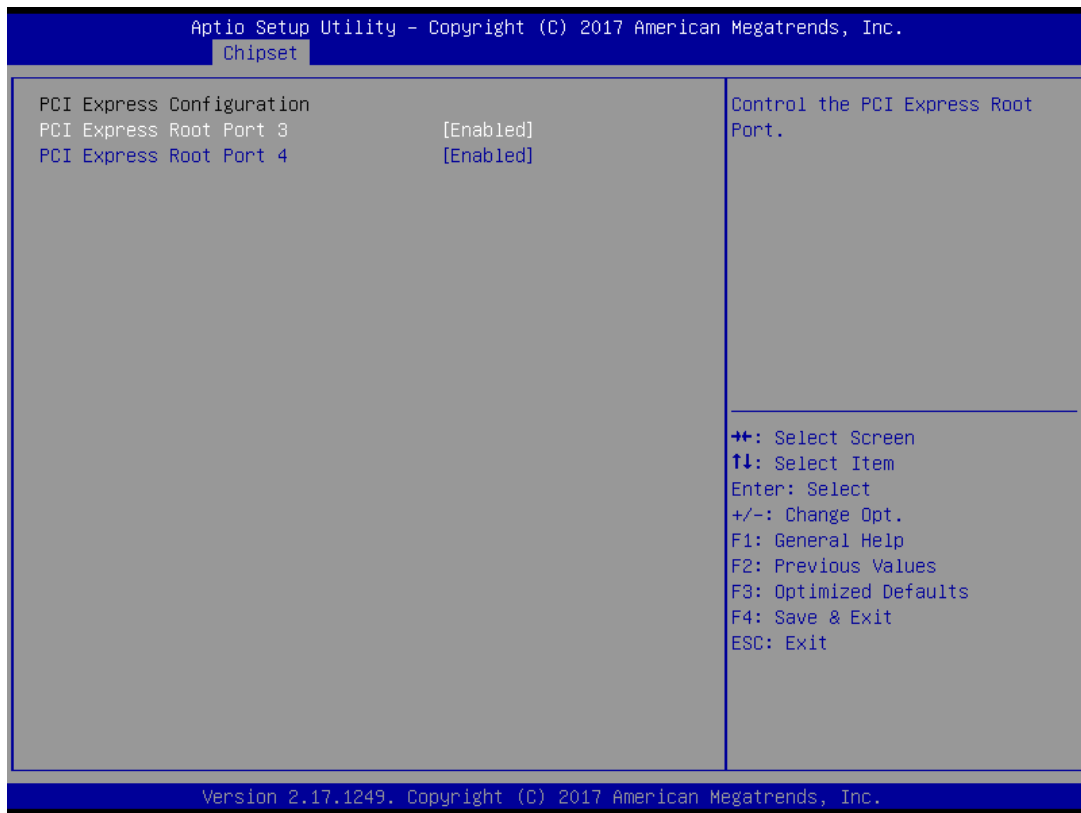 Aptio Setup Utility – Copyright (C) 2017 American Megatrends, Inc.
Chipset
PCI Express Configuration
PCI Express Root Port 3 [Enabled]
PCI Express Root Port 4 [Enabled]
Control the PCI Express Root
Port.
→←: Select Screen
↑↓: Select Item
Enter: Select
+/-: Change Opt.
F1: General Help
F2: Previous Values
F3: Optimized Defaults
F4: Save & Exit
ESC: Exit
Version 2.17.1249. Copyright (C) 2017 American Megatrends, Inc.